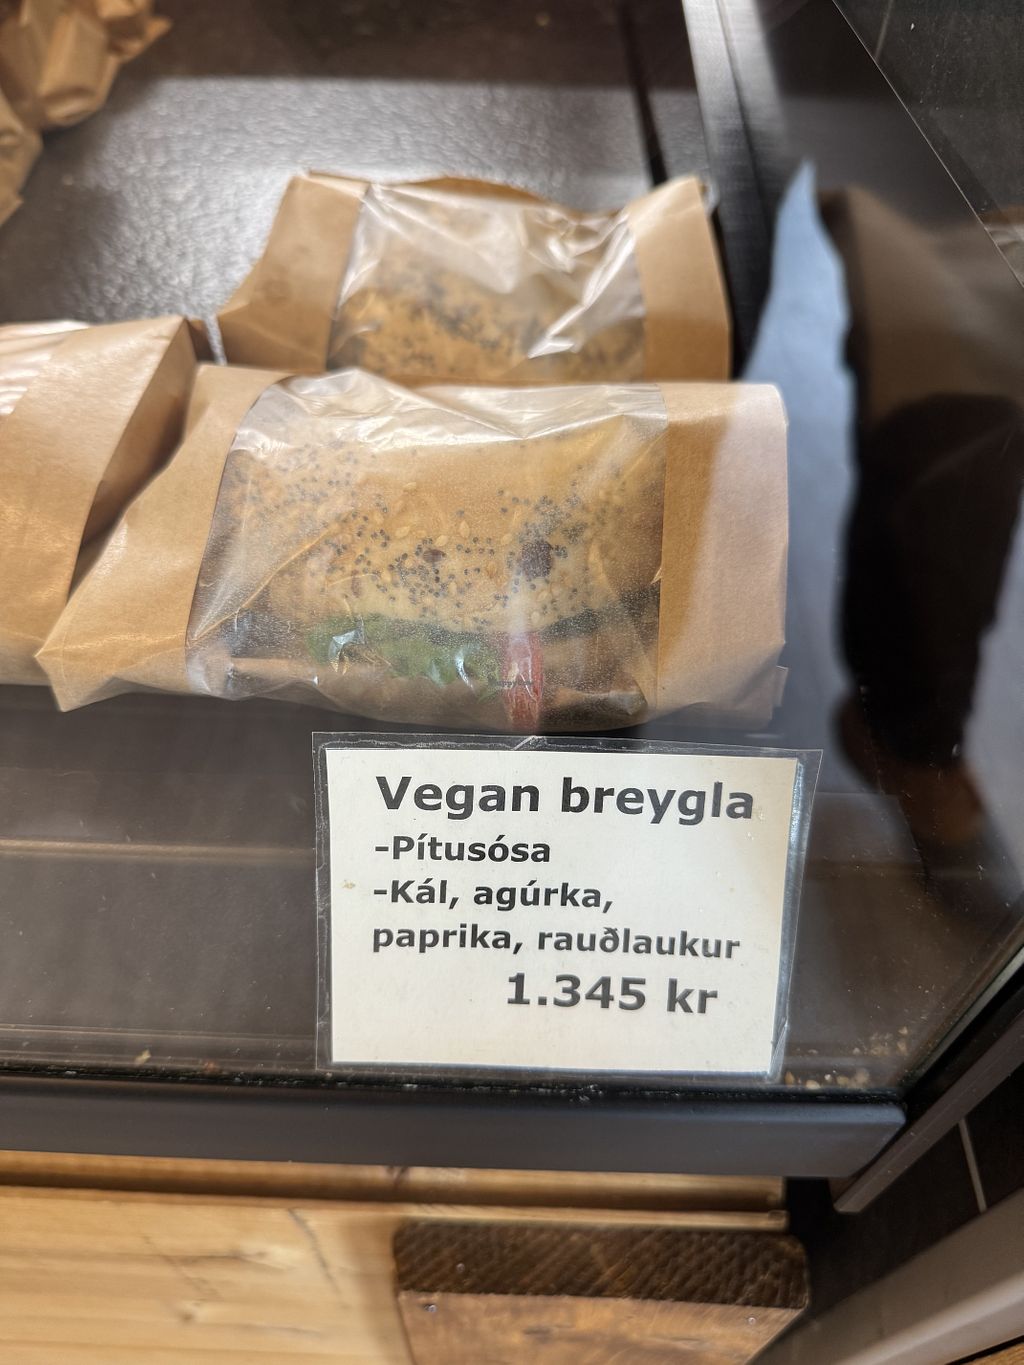 Vegan breygla
-Pítusósa
-Kál, agúrka,
paprika, rauðlaukur
1.345 kr